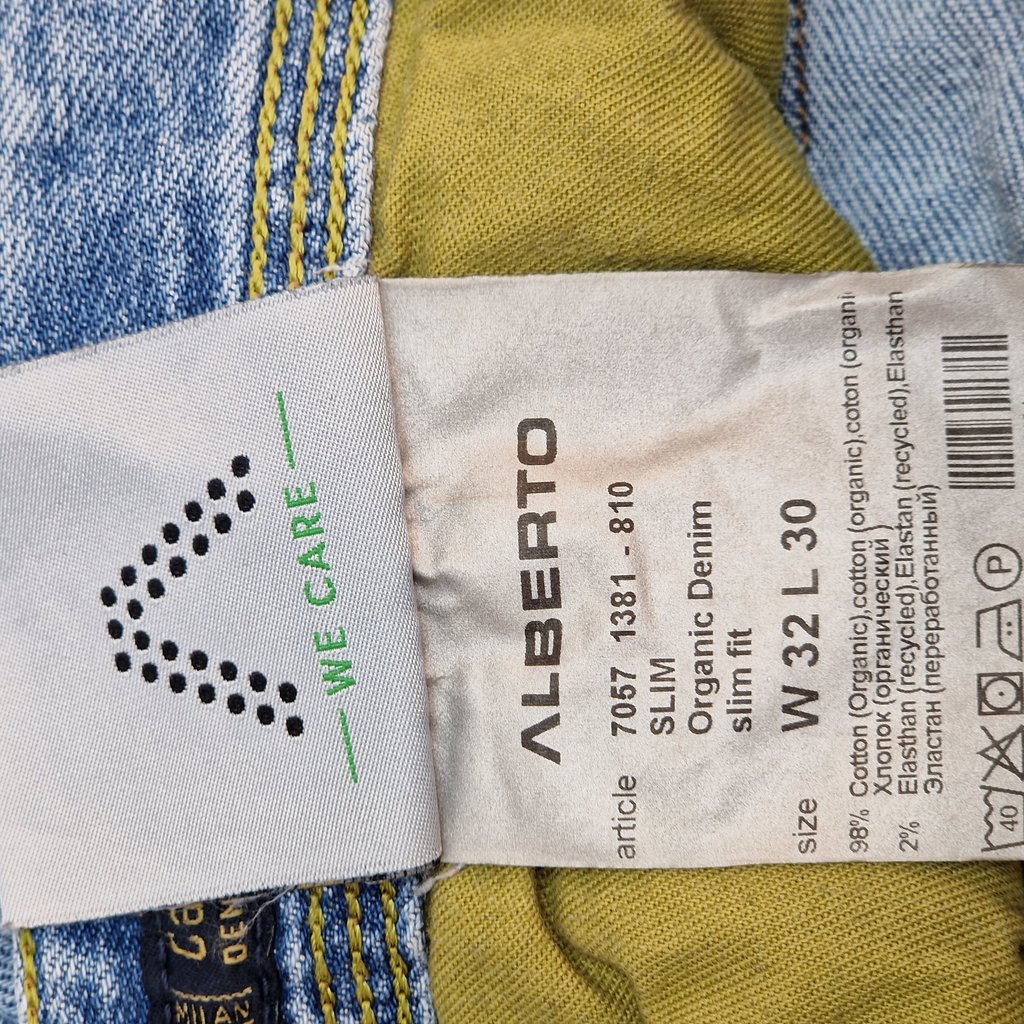 WE CARE
ALBERTO
article 7057 1381 - 810
SLIM
Organic Denim
slim fit
size W 32 L 30
98% Cotton (Organic),cotton (organic),coton (organi
Хлопок (органический)
2% Elasthan (recycled),Elastan (recycled),Elasthan
Эластан (переработанный)
40
P
MILAN